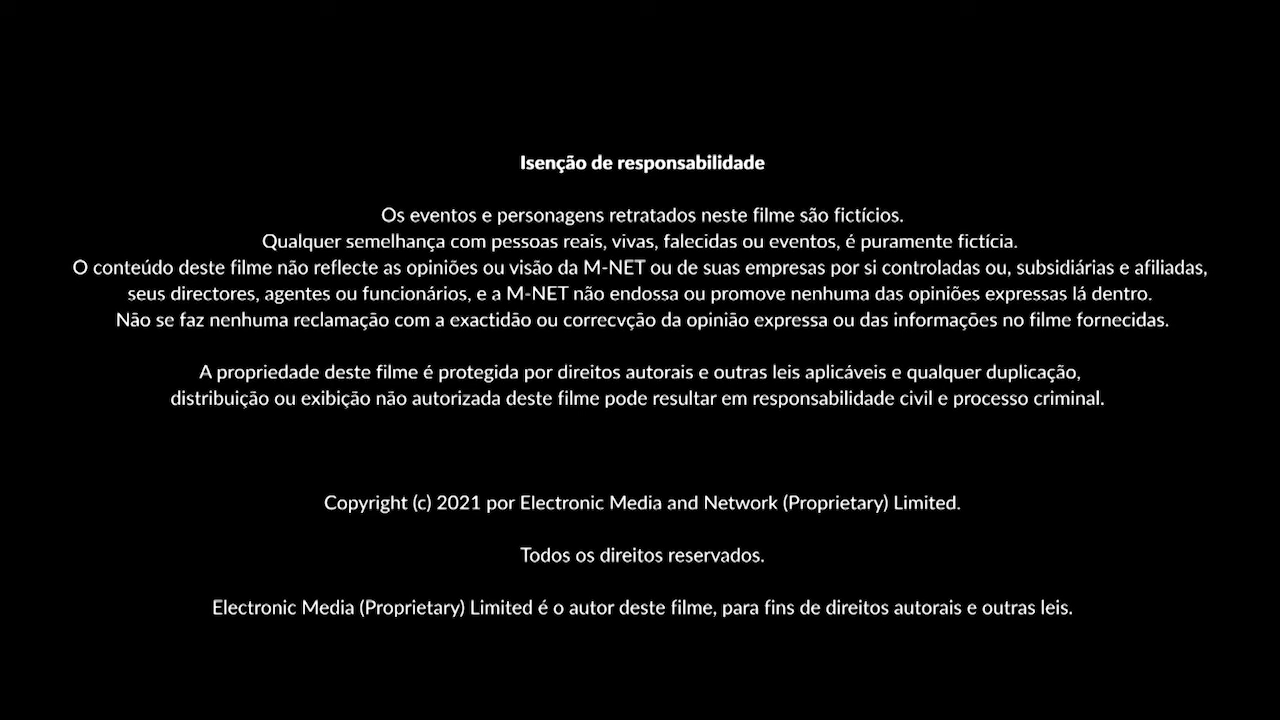 Isenção de responsabilidade
Os eventos e personagens retratados neste filme são fictícios.
Qualquer semelhança com pessoas reais, vivas, falecidas ou eventos, é puramente fictícia.
O conteúdo deste filme não reflecte as opiniões ou visão da M-NET ou de suas empresas por si controladas ou, subsidiárias e afiliadas,
seus directores, agentes ou funcionários, e a M-NET não endossa ou promove nenhuma das opiniões expressas lá dentro.
Não se faz nenhuma reclamação com a exactidão ou correcvção da opinião expressa ou das informações no filme fornecidas.
A propriedade deste filme é protegida por direitos autorais e outras leis aplicáveis e qualquer duplicação,
distribuição ou exibição não autorizada deste filme pode resultar em responsabilidade civil e processo criminal.
Copyright (c) 2021 por Electronic Media and Network (Proprietary) Limited.
Todos os direitos reservados.
Electronic Media (Proprietary) Limited é o autor deste filme, para fins de direitos autorais e outras leis.